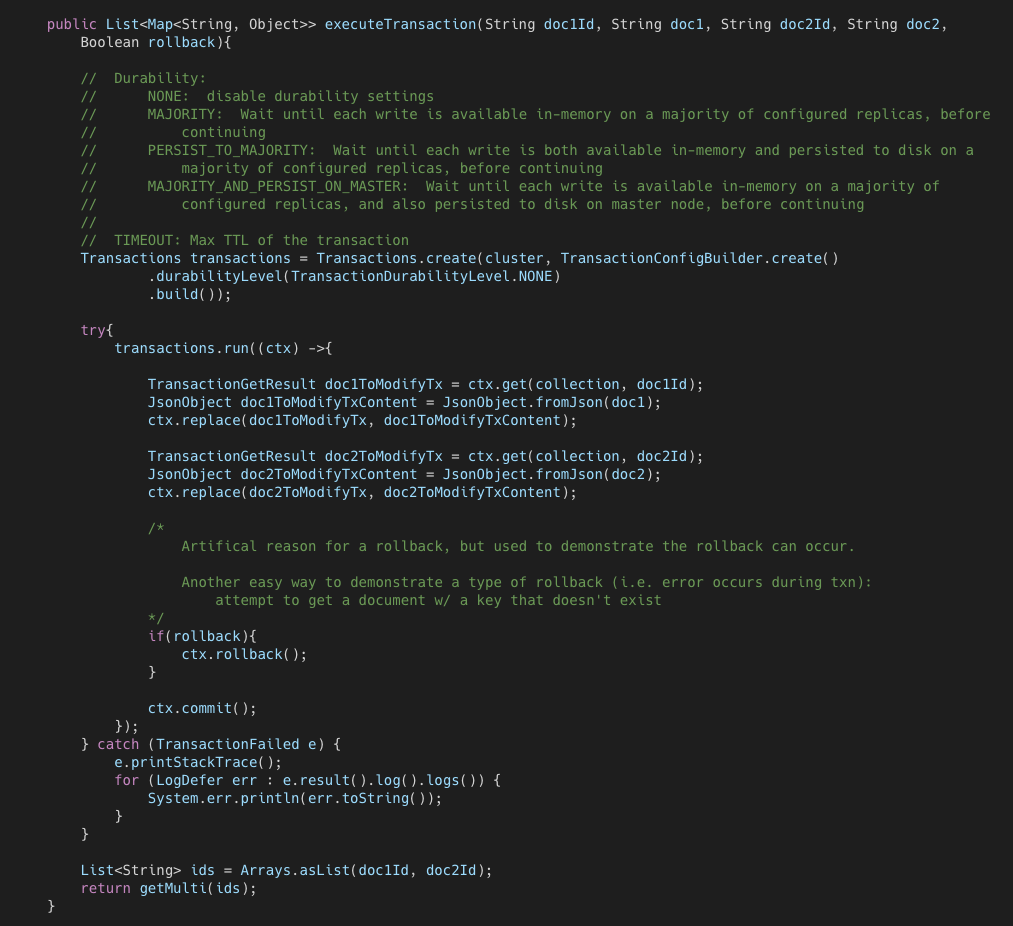 public List<Map<String, Object>> executeTransaction(String doc1Id, String doc1, String doc2Id, String doc2,
Boolean rollback){
//  Durability:
//      NONE:  disable durability settings
//      MAJORITY:  Wait until each write is available in-memory on a majority of configured replicas, before
//          continuing
//      PERSIST_TO_MAJORITY:  Wait until each write is both available in-memory and persisted to disk on a
//          majority of configured replicas, before continuing
//      MAJORITY_AND_PERSIST_ON_MASTER:  Wait until each write is available in-memory on a majority of
//          configured replicas, and also persisted to disk on master node, before continuing
//
//  TIMEOUT: Max TTL of the transaction
Transactions transactions = Transactions.create(cluster, TransactionConfigBuilder.create()
.durabilityLevel(TransactionDurabilityLevel.NONE)
.build());
try{
transactions.run((ctx) ->{
TransactionGetResult doc1ToModifyTx = ctx.get(collection, doc1Id);
JsonObject doc1ToModifyTxContent = JsonObject.fromJson(doc1);
ctx.replace(doc1ToModifyTx, doc1ToModifyTxContent);
TransactionGetResult doc2ToModifyTx = ctx.get(collection, doc2Id);
JsonObject doc2ToModifyTxContent = JsonObject.fromJson(doc2);
ctx.replace(doc2ToModifyTx, doc2ToModifyTxContent);
/*
Artifical reason for a rollback, but used to demonstrate the rollback can occur.
Another easy way to demonstrate a type of rollback (i.e. error occurs during txn):
attempt to get a document w/ a key that doesn't exist
*/
if(rollback){
ctx.rollback();
}
ctx.commit();
});
} catch (TransactionFailed e) {
e.printStackTrace();
for (LogDefer err : e.result().log().logs()) {
System.err.println(err.toString());
}
}
List<String> ids = Arrays.asList(doc1Id, doc2Id);
return getMulti(ids);
}